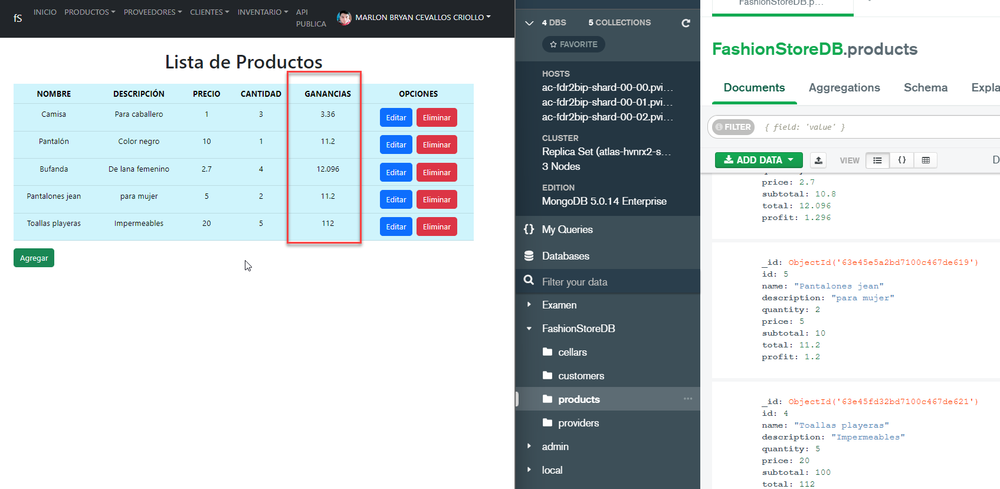 fS
INICIO
PRODUCTOS
PROVEEDORES
CLIENTES
INVENTARIO
API
PUBLICA
MARLON BRYAN CEVALLOS CRIOLLO
Lista de Productos
NOMBRE DESCRIPCIÓN PRECIO CANTIDAD GANANCIAS OPCIONES
Camisa Para caballero 1 3 3.36 Editar Eliminar
Pantalón Color negro 10 1 11.2 Editar Eliminar
Bufanda De lana femenino 2.7 4 12.096 Editar Eliminar
Pantalones jean para mujer 5 2 11.2 Editar Eliminar
Toallas playeras Impermeables 20 5 112 Editar Eliminar
Agregar
4 DBS 5 COLLECTIONS
FAVORITE
HOSTS
ac-fdr2bip-shard-00-00.pvi...
ac-fdr2bip-shard-00-01.pvi...
ac-fdr2bip-shard-00-02.pvi...
CLUSTER
Replica Set (atlas-hvnrx2-s...
3 Nodes
EDITION
MongoDB 5.0.14 Enterprise
My Queries
Databases
Filter your data
Examen
FashionStoreDB
cellars
customers
products
providers
admin
local
FashionStoreDB.p...
FashionStoreDB.products
Documents Aggregations Schema Expla
FILTER { field: 'value' }
ADD DATA VIEW {} D
price: 2.7
subtotal: 10.8
total: 12.096
profit: 1.296
_id: ObjectId('63e45e5a2bd7100c467de619')
id: 5
name: "Pantalones jean"
description: "para mujer"
quantity: 2
price: 5
subtotal: 10
total: 11.2
profit: 1.2
_id: ObjectId('63e45fd32bd7100c467de621')
id: 4
name: "Toallas playeras"
description: "Impermeables"
quantity: 5
price: 20
subtotal: 100
total: 112